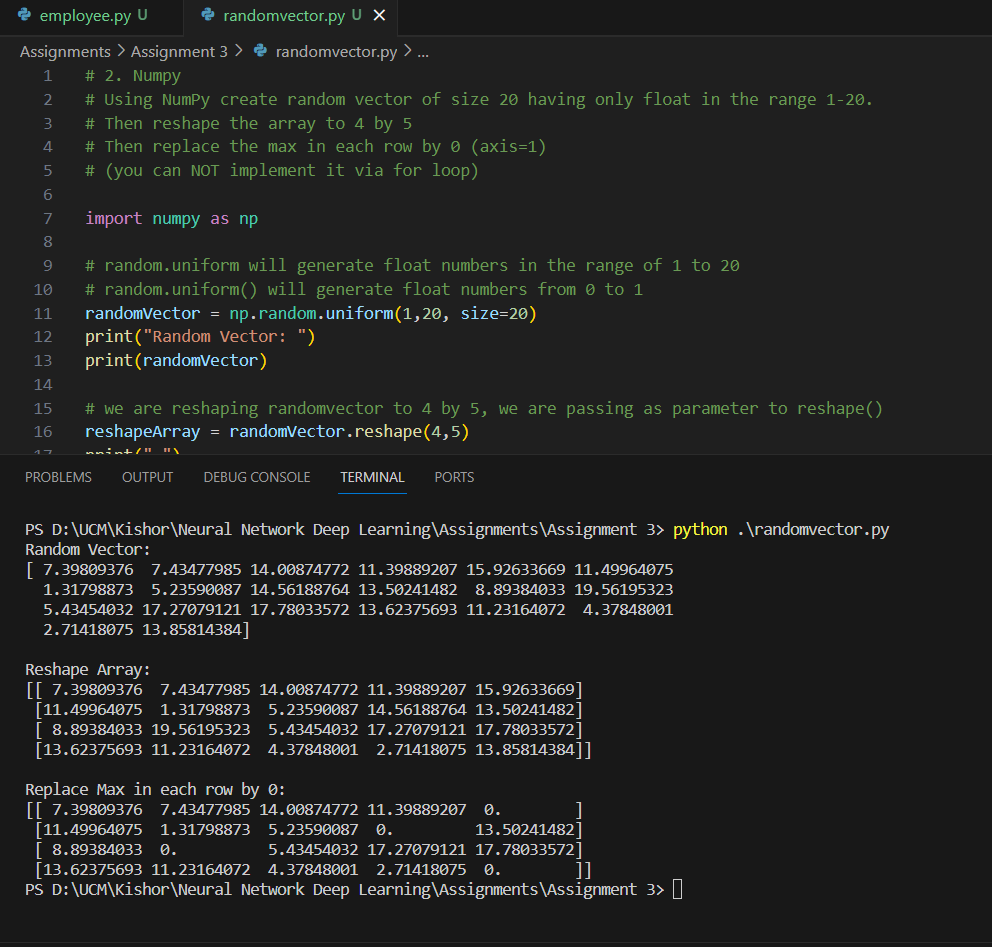 employee.py U
randomvector.py U
Assignments > Assignment 3 > randomvector.py > ...
1 # 2. Numpy
2 # Using NumPy create random vector of size 20 having only float in the range 1-20.
3 # Then reshape the array to 4 by 5
4 # Then replace the max in each row by 0 (axis=1)
5 # (you can NOT implement it via for loop)
6
7 import numpy as np
8
9 # random.uniform will generate float numbers in the range of 1 to 20
10 # random.uniform() will generate float numbers from 0 to 1
11 randomVector = np.random.uniform(1,20, size=20)
12 print("Random Vector: ")
13 print(randomVector)
14
15 # we are reshaping randomvector to 4 by 5, we are passing as parameter to reshape()
16 reshapeArray = randomVector.reshape(4,5)
17 print(" ")
PROBLEMS OUTPUT DEBUG CONSOLE TERMINAL PORTS
PS D:\UCM\Kishor\Neural Network Deep Learning\Assignments\Assignment 3> python .\randomvector.py
Random Vector:
[ 7.39809376  7.43477985 14.00874772 11.39889207 15.92633669 11.49964075
  1.31798873  5.23590087 14.56188764 13.50241482  8.89384033 19.56195323
  5.43454032 17.27079121 17.78033572 13.62375693 11.23164072  4.37848001
  2.71418075 13.85814384]
Reshape Array:
[[ 7.39809376  7.43477985 14.00874772 11.39889207 15.92633669]
 [11.49964075  1.31798873  5.23590087 14.56188764 13.50241482]
 [ 8.89384033 19.56195323  5.43454032 17.27079121 17.78033572]
 [13.62375693 11.23164072  4.37848001  2.71418075 13.85814384]]
Replace Max in each row by 0:
[[ 7.39809376  7.43477985 14.00874772 11.39889207  0.        ]
 [11.49964075  1.31798873  5.23590087  0.         13.50241482]
 [ 8.89384033  0.          5.43454032 17.27079121 17.78033572]
 [13.62375693 11.23164072  4.37848001  2.71418075  0.        ]]
PS D:\UCM\Kishor\Neural Network Deep Learning\Assignments\Assignment 3>